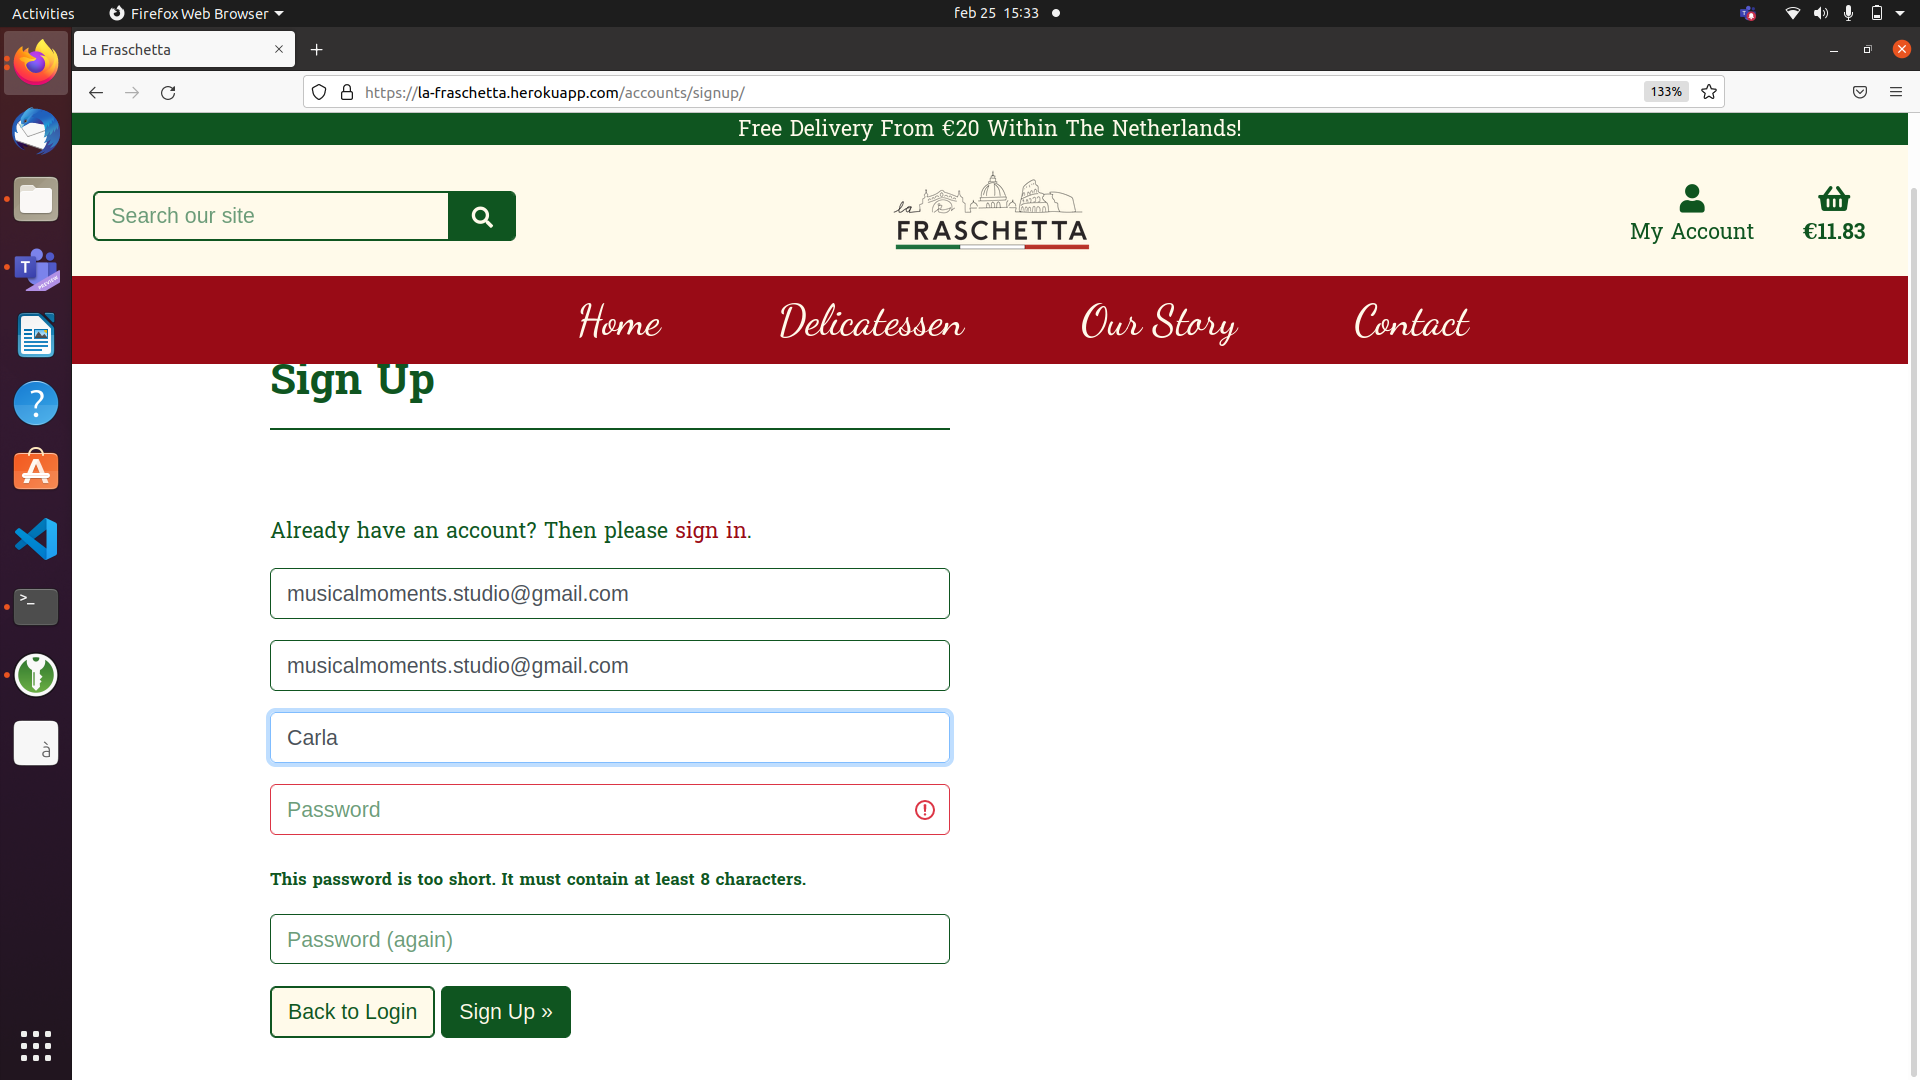 Activities
Firefox Web Browser
feb 25 15:33
La Fraschetta
https://la-fraschetta.herokuapp.com/accounts/signup/
133%
Free Delivery From €20 Within The Netherlands!
Search our site
la
FRASCHETTA
My Account
€11.83
Home
Delicatessen
Our Story
Contact
Sign Up
Already have an account? Then please sign in.
musicalmoments.studio@gmail.com
musicalmoments.studio@gmail.com
Carla
Password
This password is too short. It must contain at least 8 characters.
Password (again)
Back to Login
Sign Up »